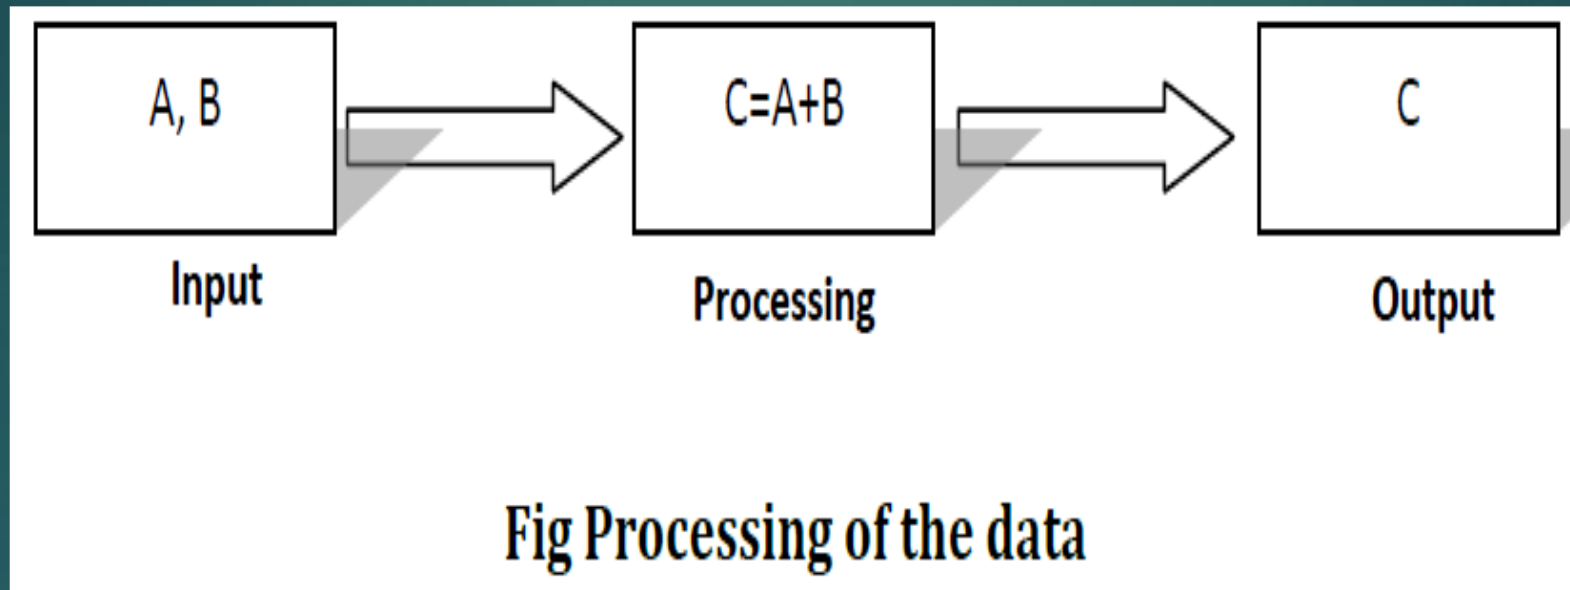 A, B
C=A+B
C
Input
Processing
Output
Fig Processing of the data